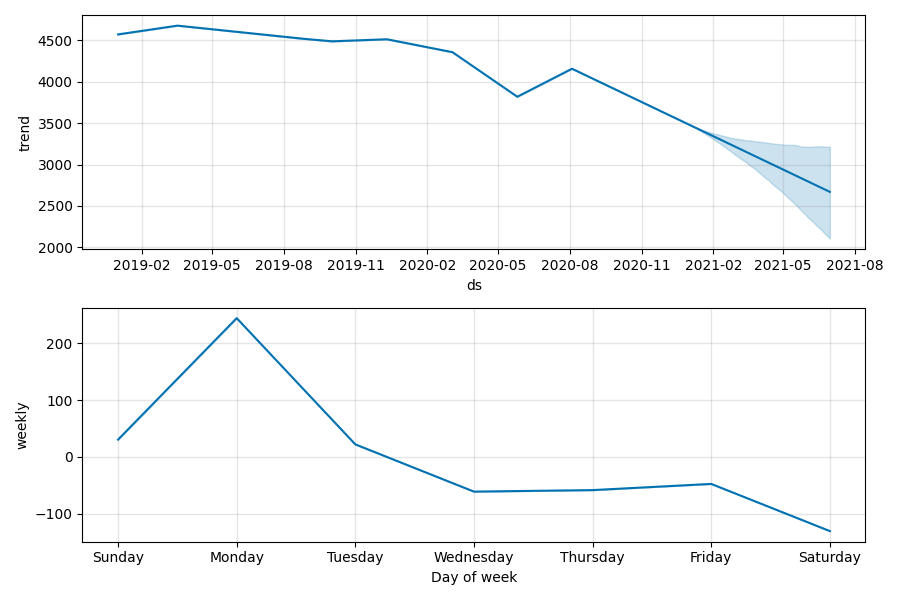 4500
4000
3500
3000
2500
2000
trend
2019-02 2019-05 2019-08 2019-11 2020-02 2020-05 2020-08 2020-11 2021-02 2021-05 2021-08
ds
200
100
0
−100
weekly
Sunday Monday Tuesday Wednesday Thursday Friday Saturday
Day of week